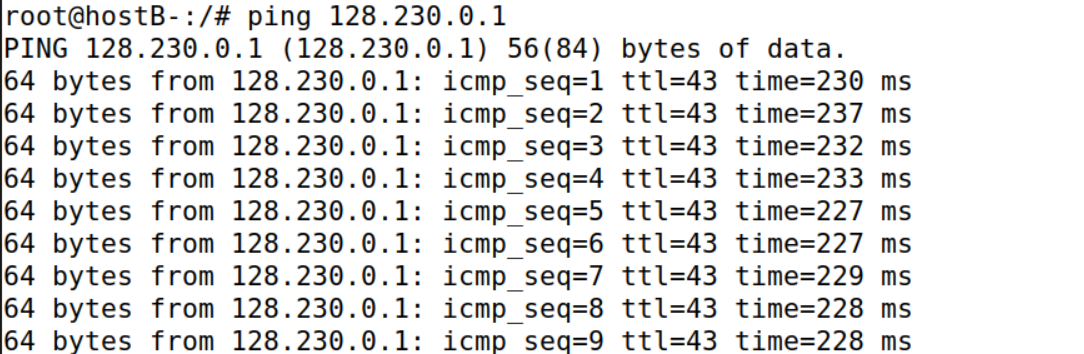 root@hostB-:/# ping 128.230.0.1
PING 128.230.0.1 (128.230.0.1) 56(84) bytes of data.
64 bytes from 128.230.0.1: icmp_seq=1 ttl=43 time=230 ms
64 bytes from 128.230.0.1: icmp_seq=2 ttl=43 time=237 ms
64 bytes from 128.230.0.1: icmp_seq=3 ttl=43 time=232 ms
64 bytes from 128.230.0.1: icmp_seq=4 ttl=43 time=233 ms
64 bytes from 128.230.0.1: icmp_seq=5 ttl=43 time=227 ms
64 bytes from 128.230.0.1: icmp_seq=6 ttl=43 time=227 ms
64 bytes from 128.230.0.1: icmp_seq=7 ttl=43 time=229 ms
64 bytes from 128.230.0.1: icmp_seq=8 ttl=43 time=228 ms
64 bytes from 128.230.0.1: icmp_seq=9 ttl=43 time=228 ms